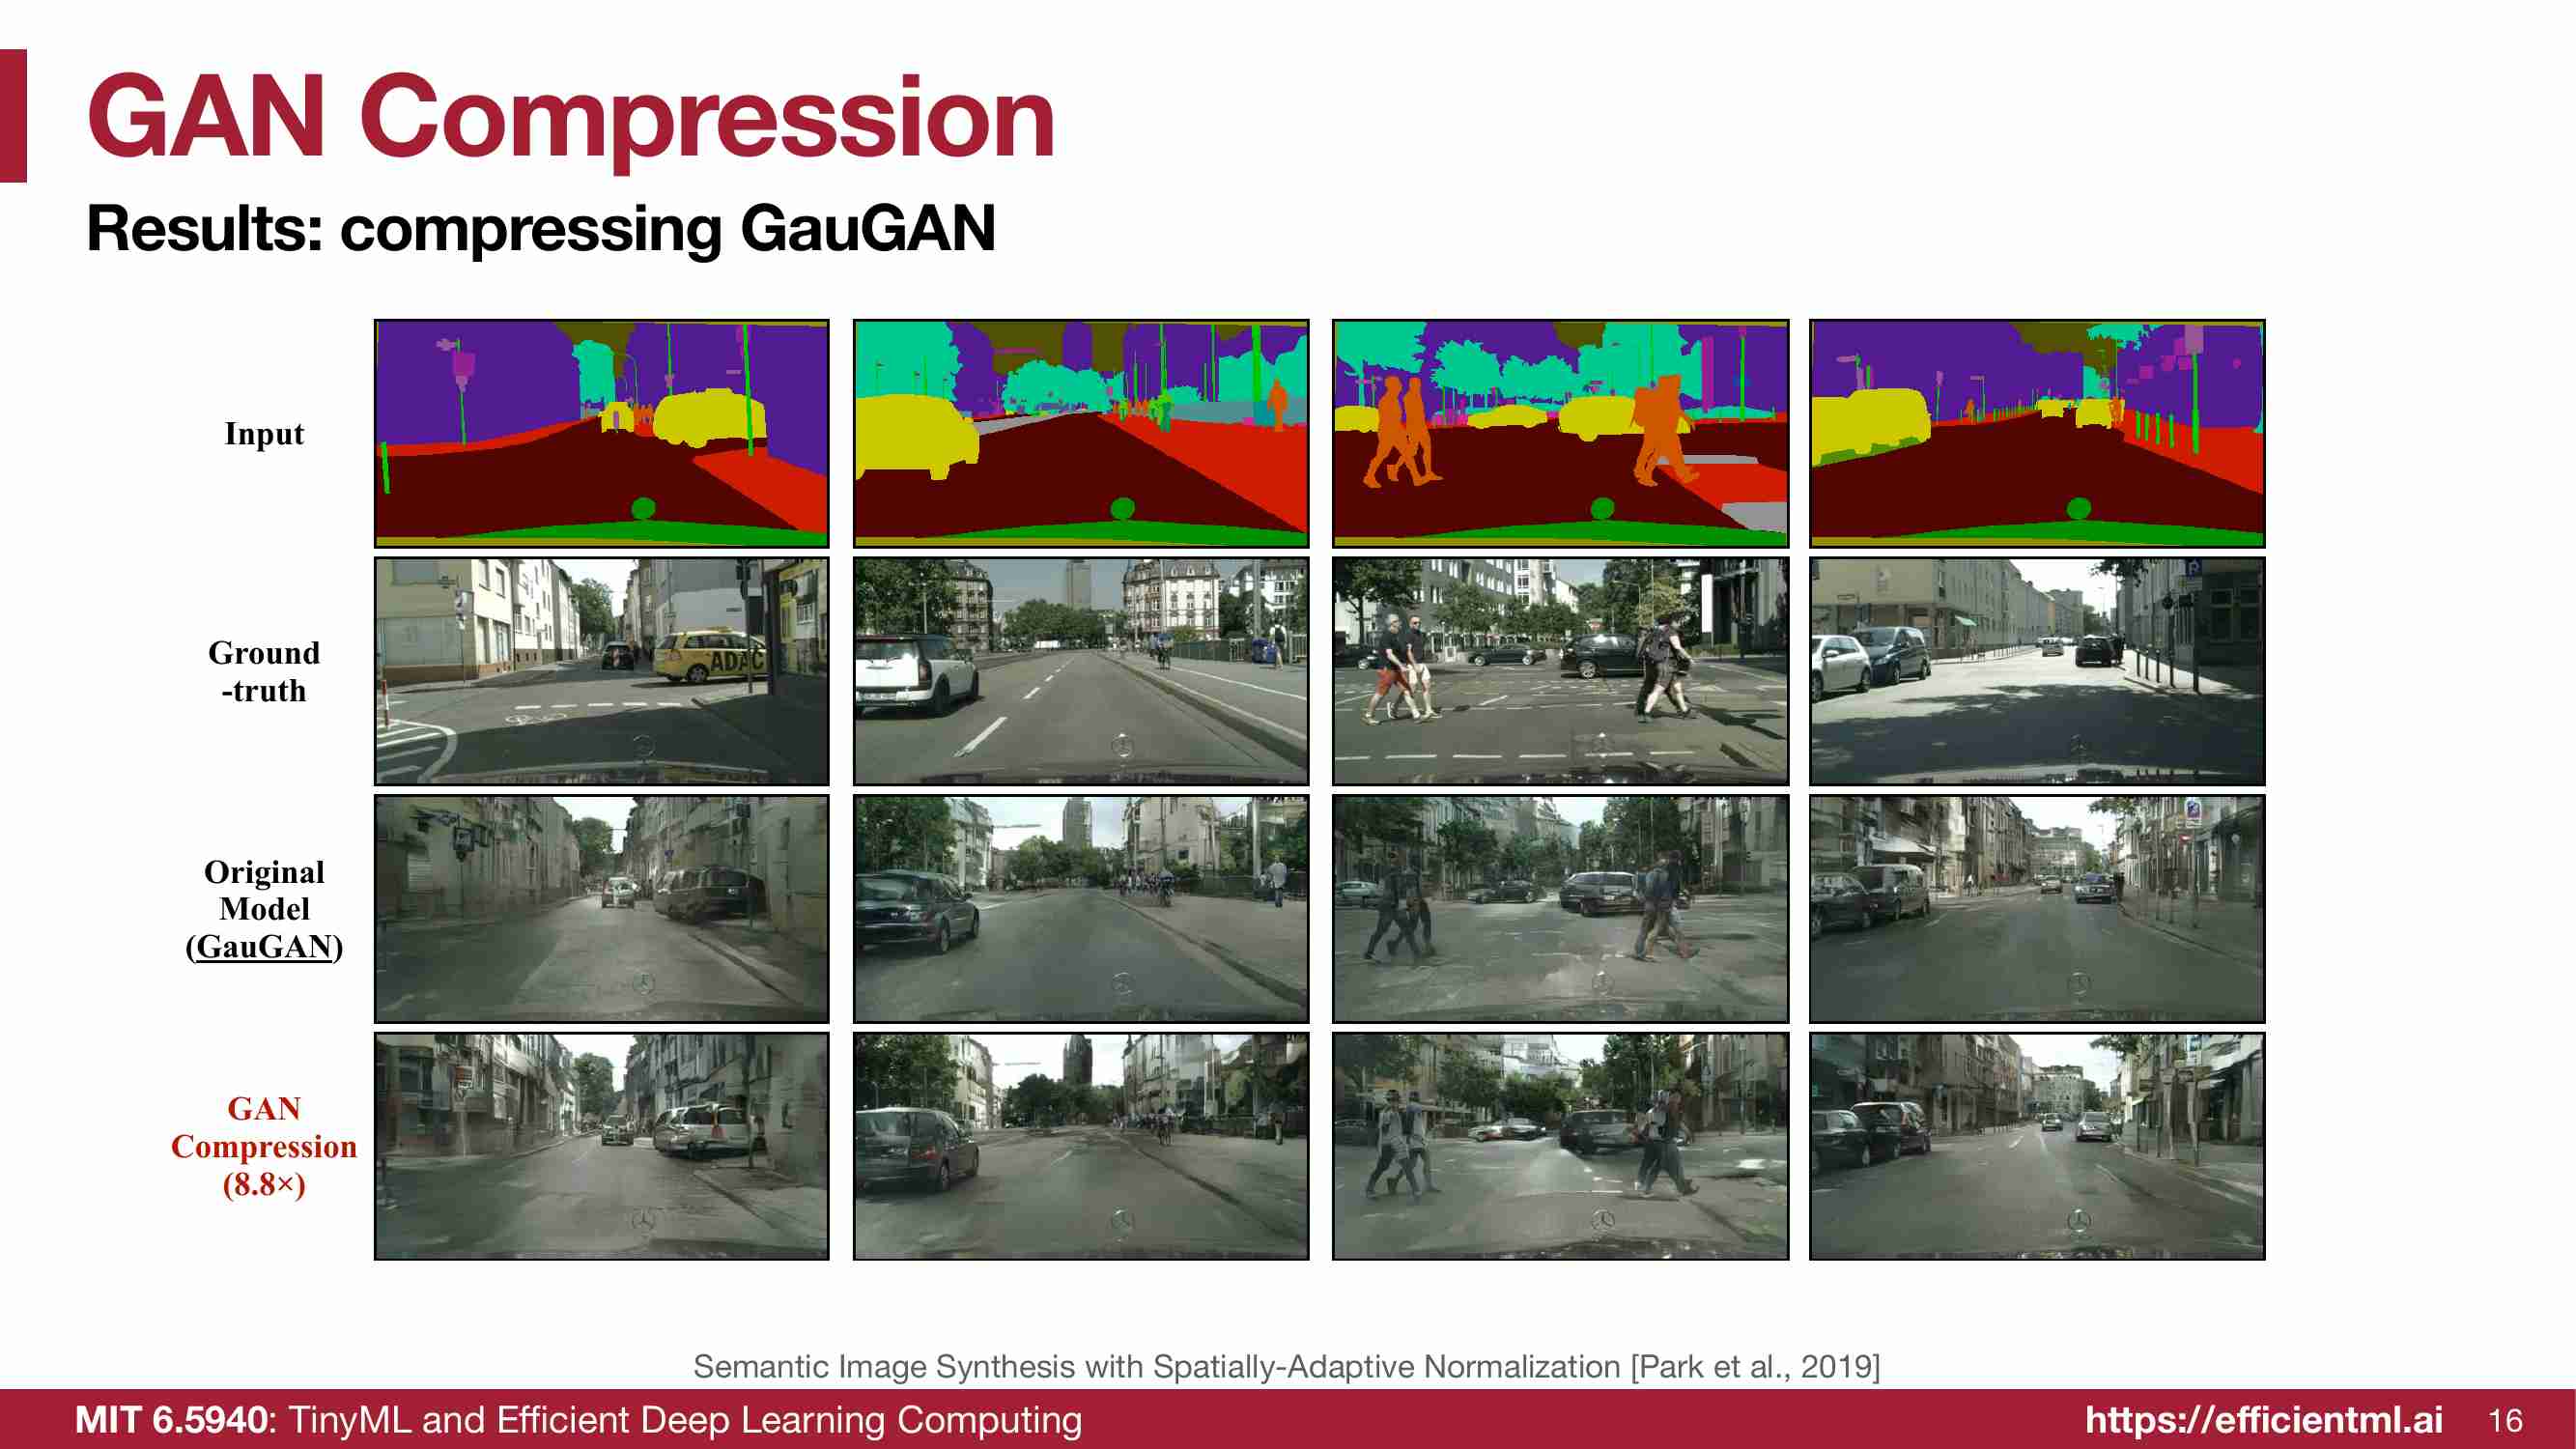 GAN Compression
Results: compressing GauGAN
Input
Ground
-truth
ADAC
Original
Model
(GauGAN)
GAN
Compression
(8.8×)
Semantic Image Synthesis with Spatially-Adaptive Normalization [Park et al., 2019]
MIT 6.5940: TinyML and Efficient Deep Learning Computing
https://efficientml.ai
16